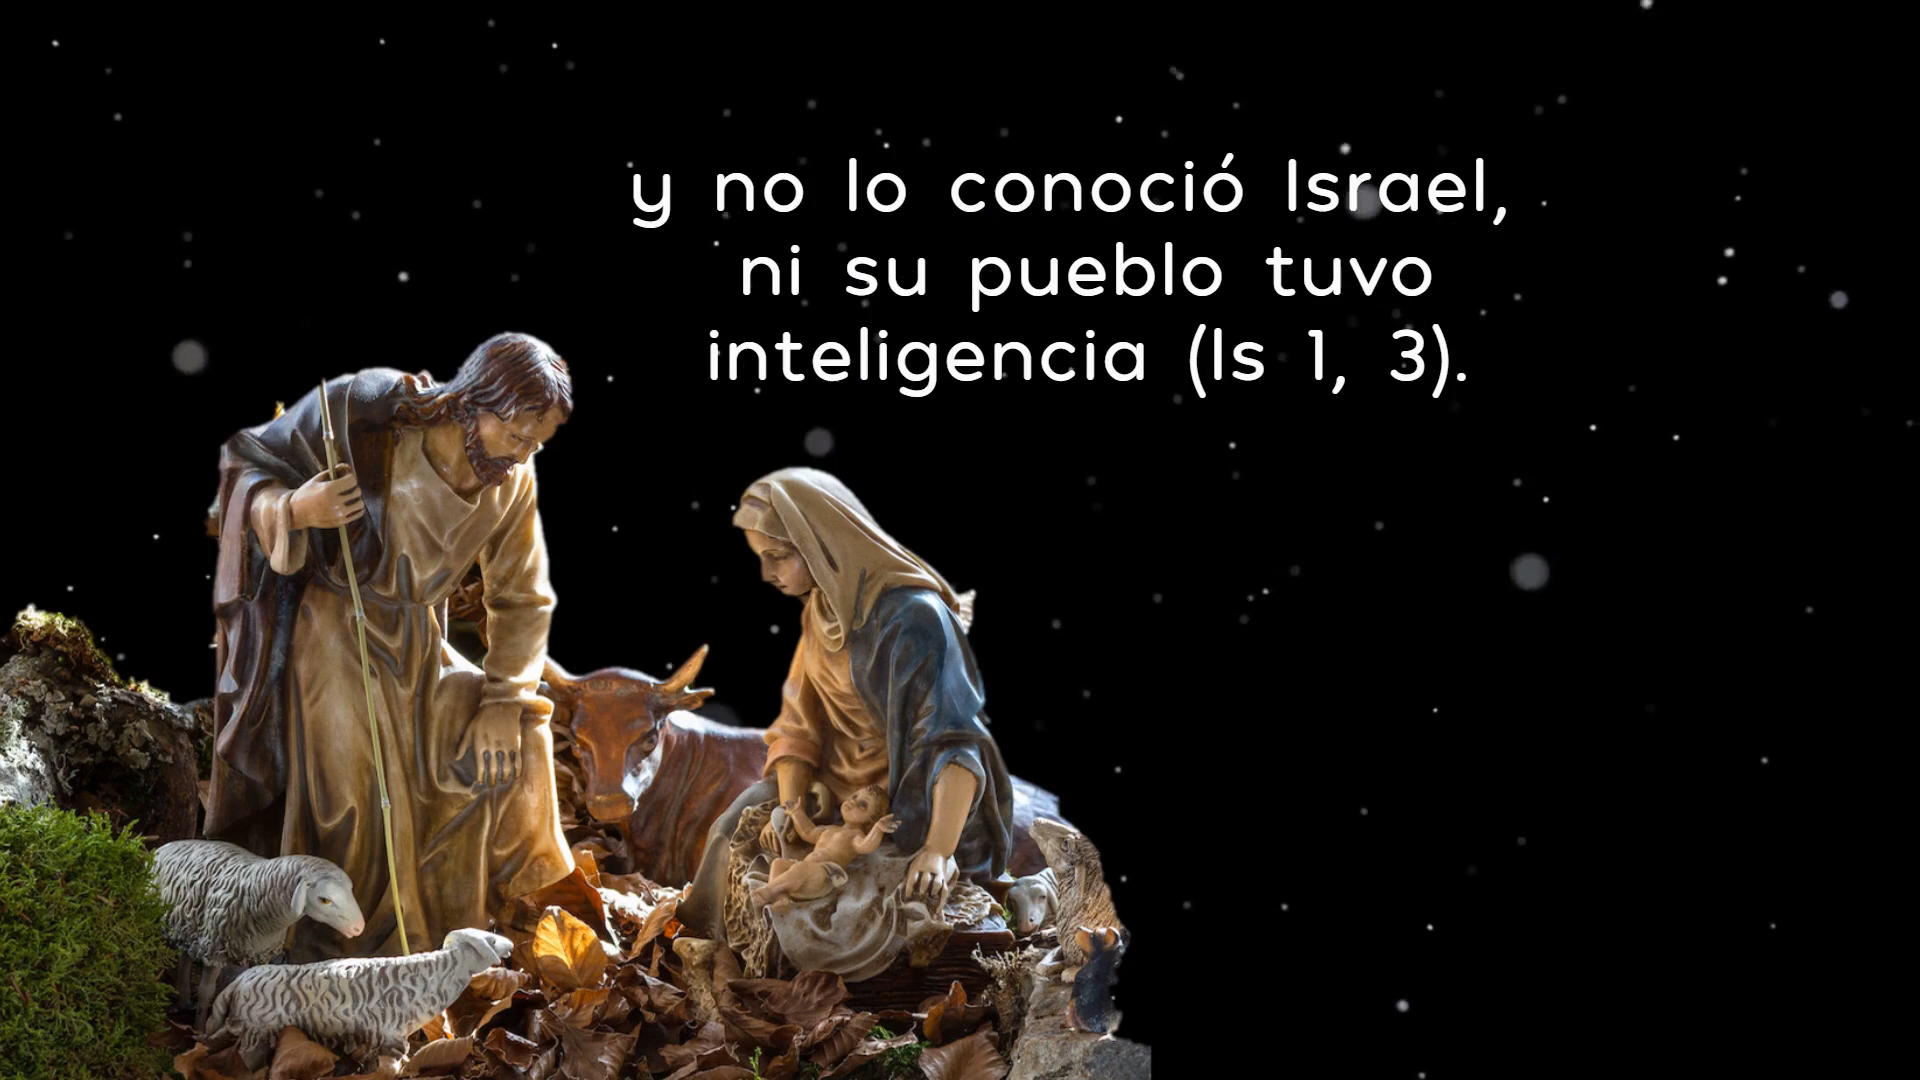 y no lo conoció Israel,
ni su pueblo tuvo
inteligencia (Is 1, 3).